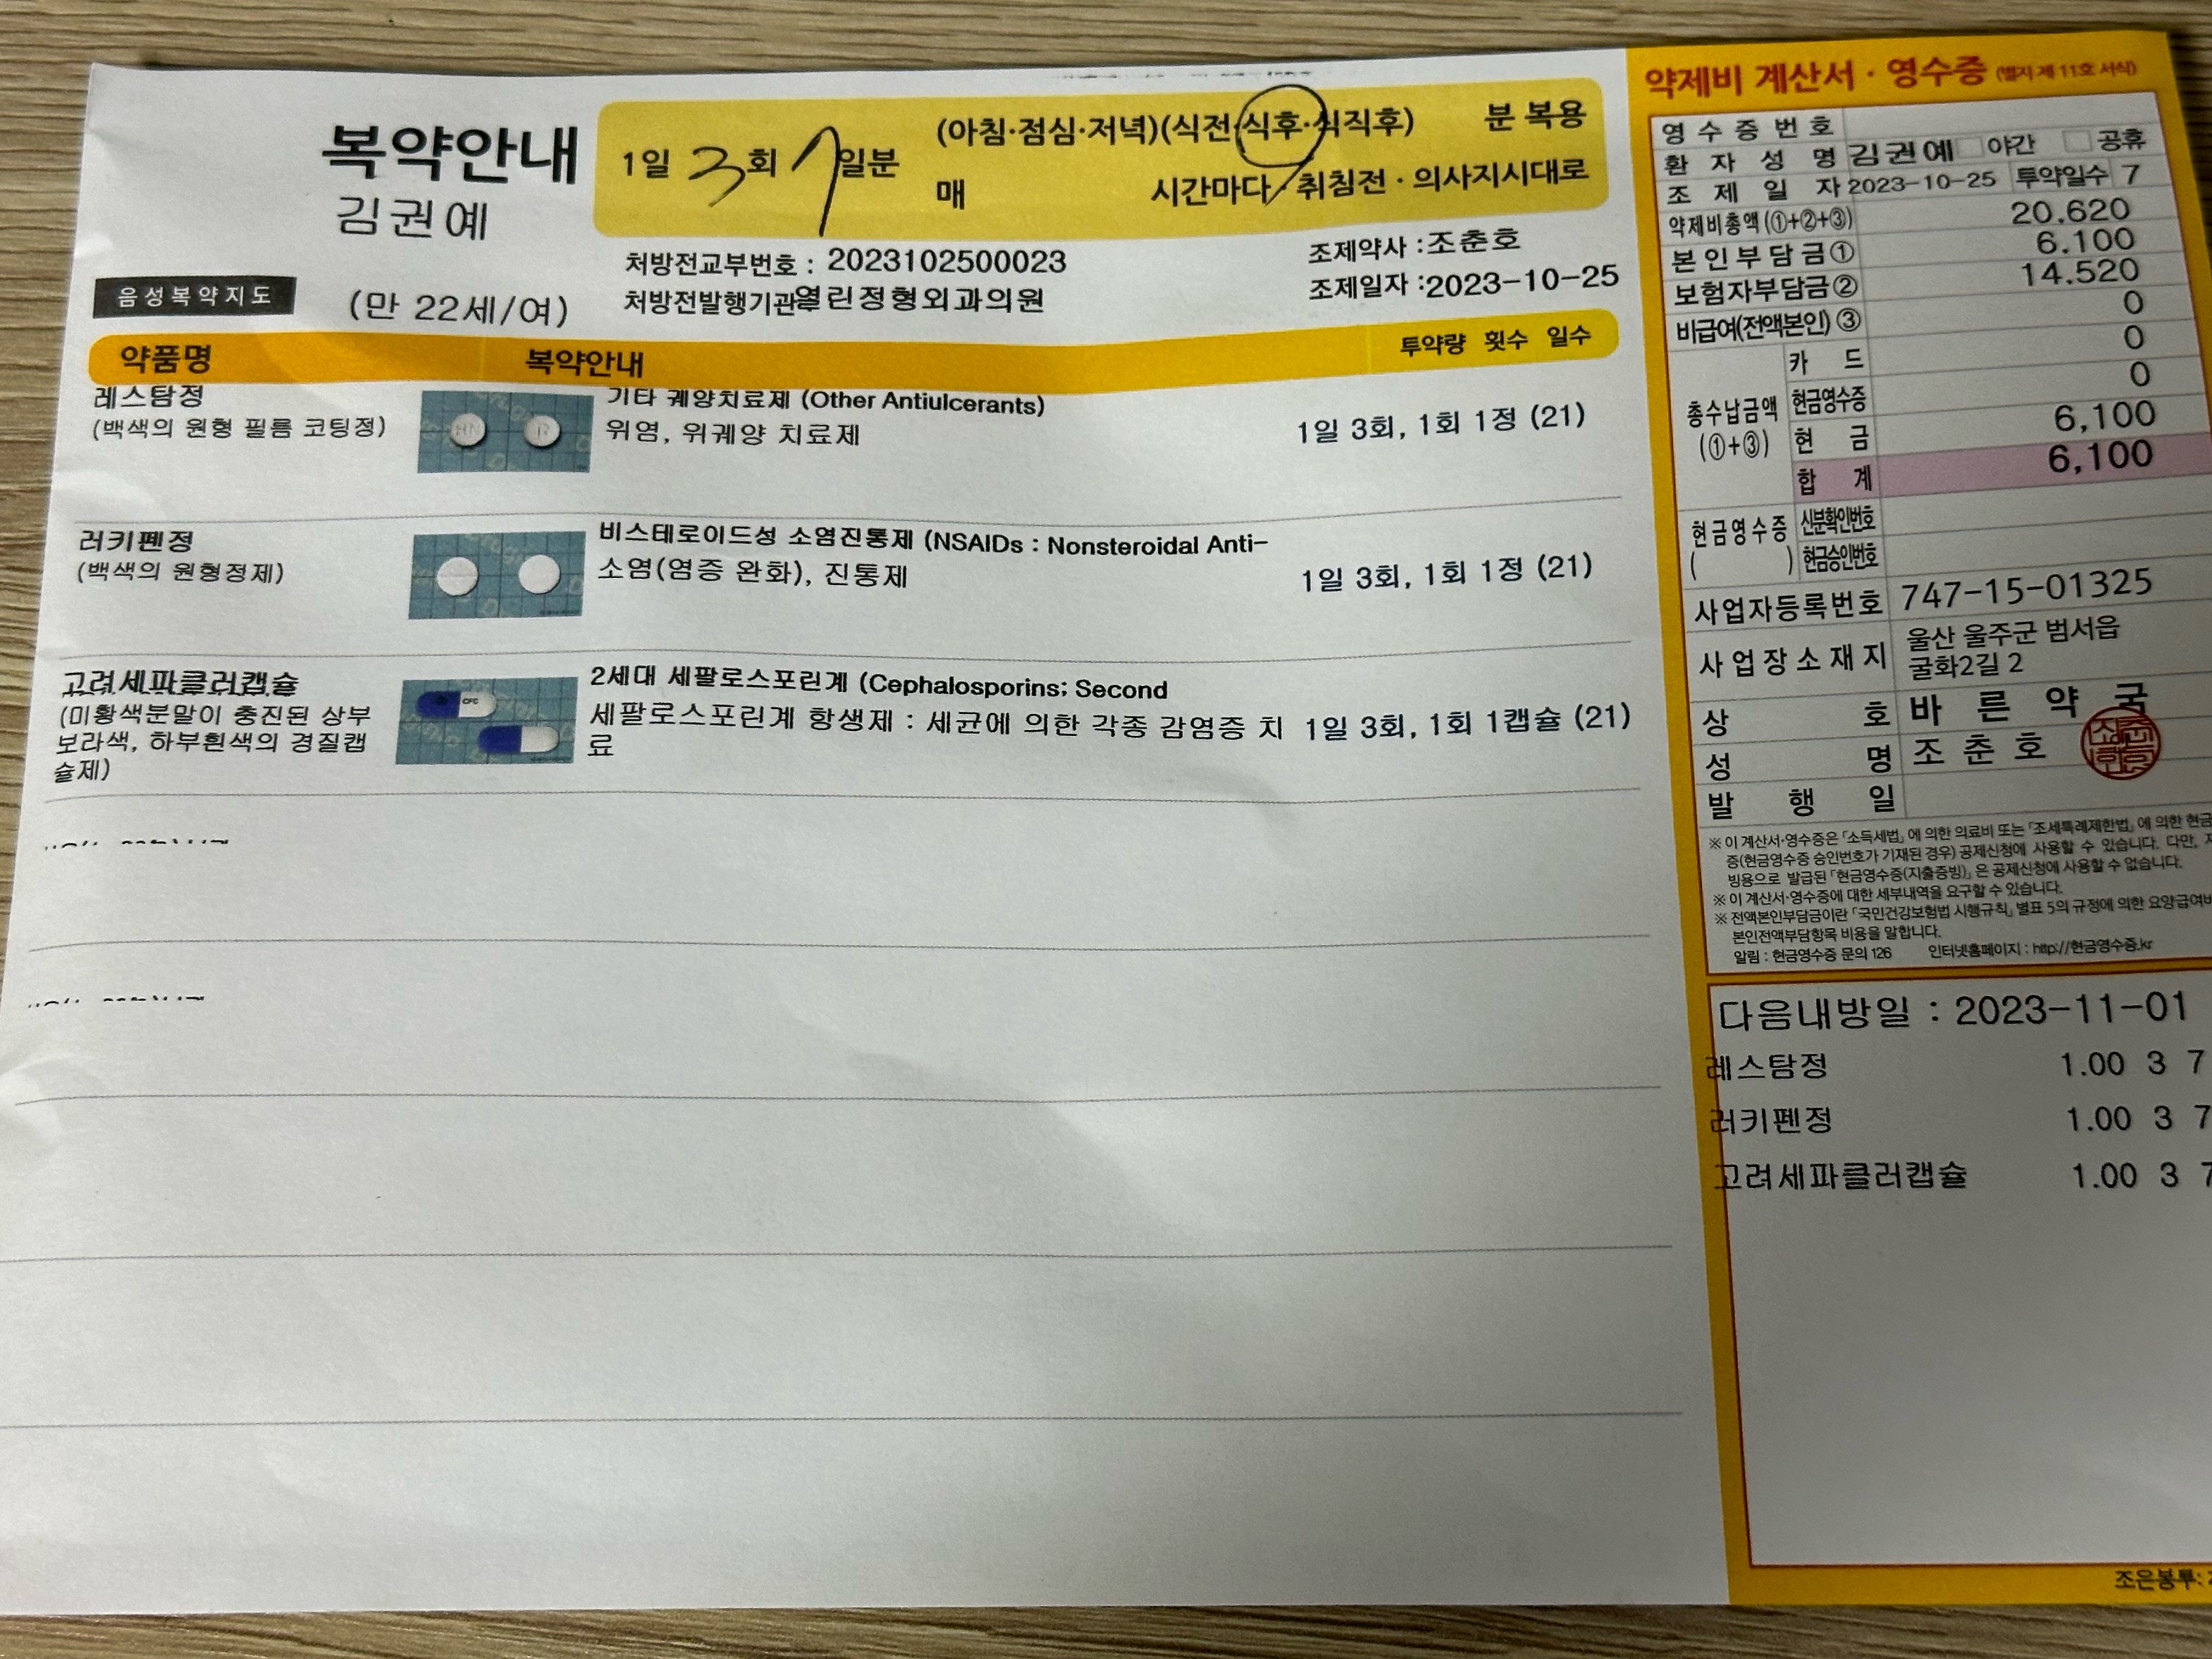 복약안내
김권예
음성복약지도
(만 22세/여)
1일 3회 7일분
(아침·점심·저녁)(식전·식후·식직후) 분 복용
매 시간마다·취침전·의사지시대로
처방전교부번호 : 2023102500023
처방전발행기관 열린정형외과의원
조제약사 :조춘호
조제일자 :2023-10-25
약품명 복약안내 투약량 횟수 일수
레스탐정
(백색의 원형 필름 코팅정)
기타 궤양치료제 (Other Antiulcerants)
위염, 위궤양 치료제
1일 3회, 1회 1정 (21)
러키펜정
(백색의 원형정제)
비스테로이드성 소염진통제 (NSAIDs : Nonsteroidal Anti-
소염(염증 완화), 진통제
1일 3회, 1회 1정 (21)
고려세파클러캡슐
(미황색분말이 충진된 상부
보라색, 하부흰색의 경질캡
슐제)
2세대 세팔로스포린계 (Cephalosporins; Second
세팔로스포린계 항생제 : 세균에 의한 각종 감염증 치
료
1일 3회, 1회 1캡슐 (21)
약제비 계산서·영수증 (별지 제 11호 서식)
영수증번호
환자성명 김권예 야간 공휴
조제일자 2023-10-25 투약일수 7
약제비총액(①+②+③) 20,620
본인부담금① 6.100
보험자부담금② 14.520
비급여(전액본인)③ 0
총수납금액
(①+③)
카드 0
현금영수증 0
현금 6,100
합계 6,100
현금영수증
( )
신분확인번호
현금승인번호
사업자등록번호 747-15-01325
사업장소재지 울산 울주군 범서읍
굴화2길 2
상호 바른약국
성명 조춘호
발행일
※ 이 계산서·영수증은 「소득세법」에 의한 의료비 또는 「조세특례제한법」에 의한 현금
증(현금영수증 승인번호가 기재된 경우) 공제신청에 사용할 수 있습니다. 다만,
빙용으로 발급된 「현금영수증(지출증빙)」은 공제신청에 사용할 수 없습니다.
※ 이 계산서·영수증에 대한 세부내역을 요구할 수 있습니다.
※ 전액본인부담금이란 「국민건강보험법 시행규칙」 별표 5의 규정에 의한 요양급여비
본인전액부담항목 비용을 말합니다.
알림 : 현금영수증 문의 126 인터넷홈페이지 : http://현금영수증.kr
다음내방일 : 2023-11-01
레스탐정 1.00 3 7
러키펜정 1.00 3 7
고려세파클러캡슐 1.00 3 7
조은봉투: